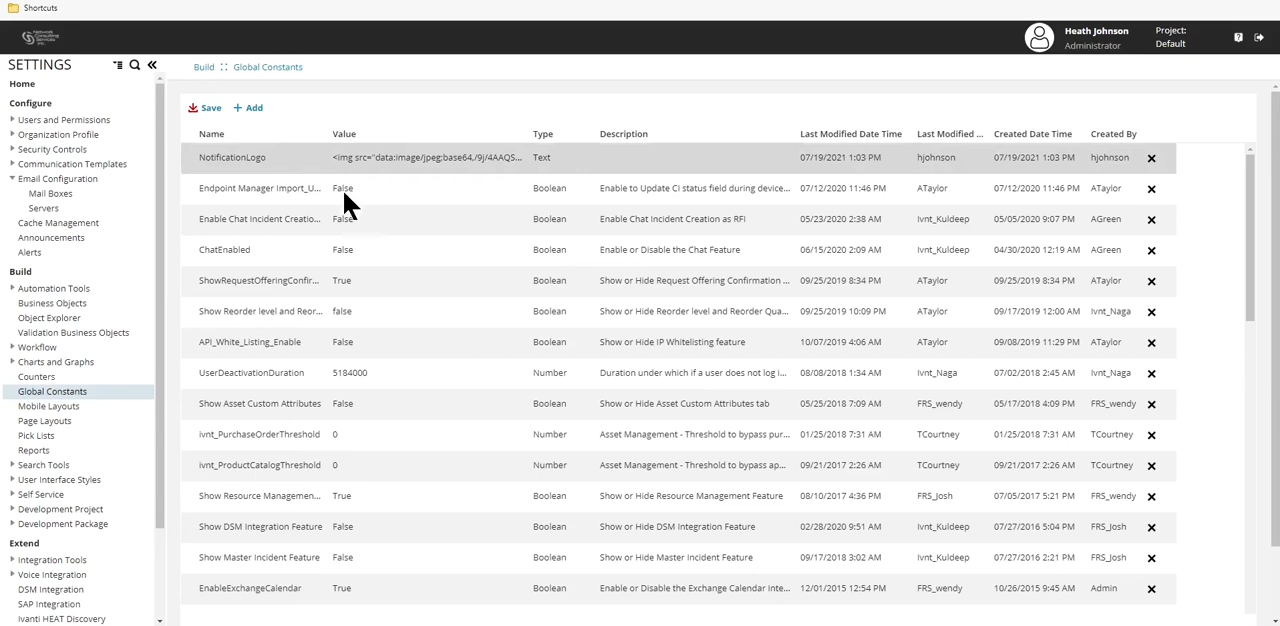 Shortcuts
Network Consulting Services Inc.
Heath Johnson
Administrator
Project:
Default
SETTINGS
Build :: Global Constants
Home
Configure
Users and Permissions
Organization Profile
Security Controls
Communication Templates
Email Configuration
Mail Boxes
Servers
Cache Management
Announcements
Alerts
Build
Automation Tools
Business Objects
Object Explorer
Validation Business Objects
Workflow
Charts and Graphs
Counters
Global Constants
Mobile Layouts
Page Layouts
Pick Lists
Reports
Search Tools
User Interface Styles
Self Service
Development Project
Development Package
Extend
Integration Tools
Voice Integration
DSM Integration
SAP Integration
Ivanti HEAT Discovery
Save + Add
Name Value Type Description Last Modified Date Time Last Modified ... Created Date Time Created By
NotificationLogo <img src="data:image/jpeg;base64,/9j/4AAQS... Text 07/19/2021 1:03 PM hjohnson 07/19/2021 1:03 PM hjohnson
Endpoint Manager Import_U... False Boolean Enable to Update CI status field during device... 07/12/2020 11:46 PM ATaylor 07/12/2020 11:46 PM ATaylor
Enable Chat Incident Creatio... False Boolean Enable Chat Incident Creation as RFI 05/23/2020 2:38 AM Ivnt_Kuldeep 05/05/2020 9:07 PM AGreen
ChatEnabled False Boolean Enable or Disable the Chat Feature 06/15/2020 2:09 AM Ivnt_Kuldeep 04/30/2020 12:19 AM AGreen
ShowRequestOfferingConfir... True Boolean Show or Hide Request Offering Confirmation ... 09/25/2019 8:34 PM ATaylor 09/25/2019 8:34 PM ATaylor
Show Reorder level and Reor... false Boolean Show or Hide Reorder level and Reorder Qua... 09/25/2019 10:09 PM ATaylor 09/17/2019 12:00 AM Ivnt_Naga
API_White_Listing_Enable False Boolean Show or Hide IP Whitelisting feature 10/07/2019 4:06 AM ATaylor 09/08/2019 11:29 PM ATaylor
UserDeactivationDuration 5184000 Number Duration under which if a user does not log i... 08/08/2018 1:34 AM Ivnt_Naga 07/02/2018 2:45 AM Ivnt_Naga
Show Asset Custom Attributes False Boolean Show or Hide Asset Custom Attributes tab 05/25/2018 7:09 AM FRS_wendy 05/17/2018 4:09 PM FRS_wendy
ivnt_PurchaseOrderThreshold 0 Number Asset Management - Threshold to bypass pur... 01/25/2018 7:31 AM TCourtney 01/25/2018 7:31 AM TCourtney
ivnt_ProductCatalogThreshold 0 Number Asset Management - Threshold to bypass ap... 09/21/2017 2:26 AM TCourtney 09/21/2017 2:26 AM TCourtney
Show Resource Managemen... True Boolean Show or Hide Resource Management Feature 08/10/2017 4:36 PM FRS_Josh 07/05/2017 5:21 PM FRS_wendy
Show DSM Integration Feature False Boolean Show or Hide DSM Integration Feature 02/28/2020 9:51 AM Ivnt_Kuldeep 07/27/2016 5:04 PM FRS_Josh
Show Master Incident Feature False Boolean Show or Hide Master Incident Feature 09/17/2018 3:02 AM Ivnt_Kuldeep 07/27/2016 2:21 PM FRS_Josh
EnableExchangeCalendar True Boolean Enable or Disable the Exchange Calendar Inte... 12/01/2015 12:54 PM FRS_wendy 10/26/2015 9:45 AM Admin